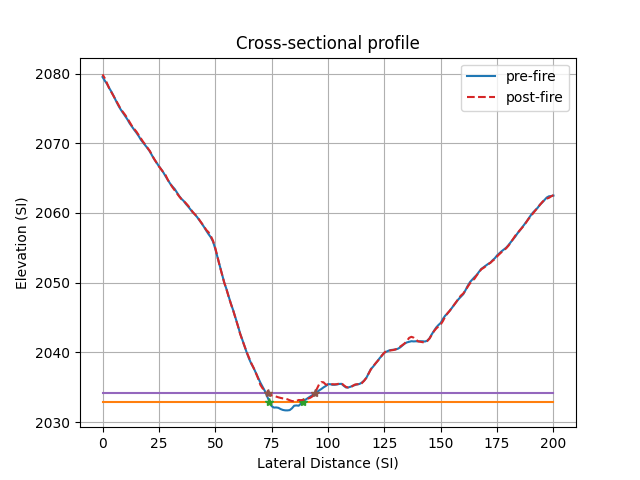 Cross-sectional profile
pre-fire
post-fire
Elevation (SI)
2080
2070
2060
2050
2040
2030
0 25 50 75 100 125 150 175 200
Lateral Distance (SI)